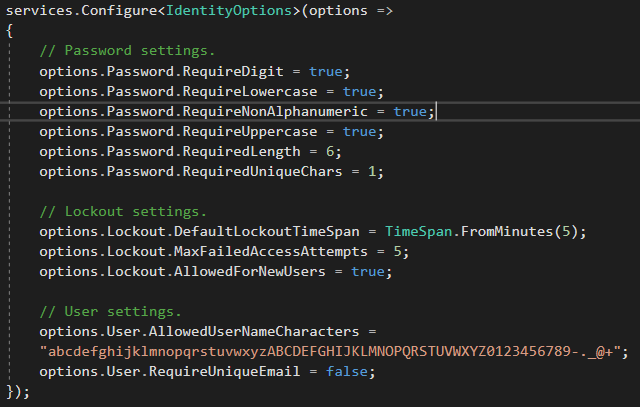 services.Configure<IdentityOptions>(options =>
{
// Password settings.
options.Password.RequireDigit = true;
options.Password.RequireLowercase = true;
options.Password.RequireNonAlphanumeric = true;
options.Password.RequireUppercase = true;
options.Password.RequiredLength = 6;
options.Password.RequiredUniqueChars = 1;
// Lockout settings.
options.Lockout.DefaultLockoutTimeSpan = TimeSpan.FromMinutes(5);
options.Lockout.MaxFailedAccessAttempts = 5;
options.Lockout.AllowedForNewUsers = true;
// User settings.
options.User.AllowedUserNameCharacters =
"abcdefghijklmnopqrstuvwxyzABCDEFGHIJKLMNOPQRSTUVWXYZ0123456789-._@+";
options.User.RequireUniqueEmail = false;
});